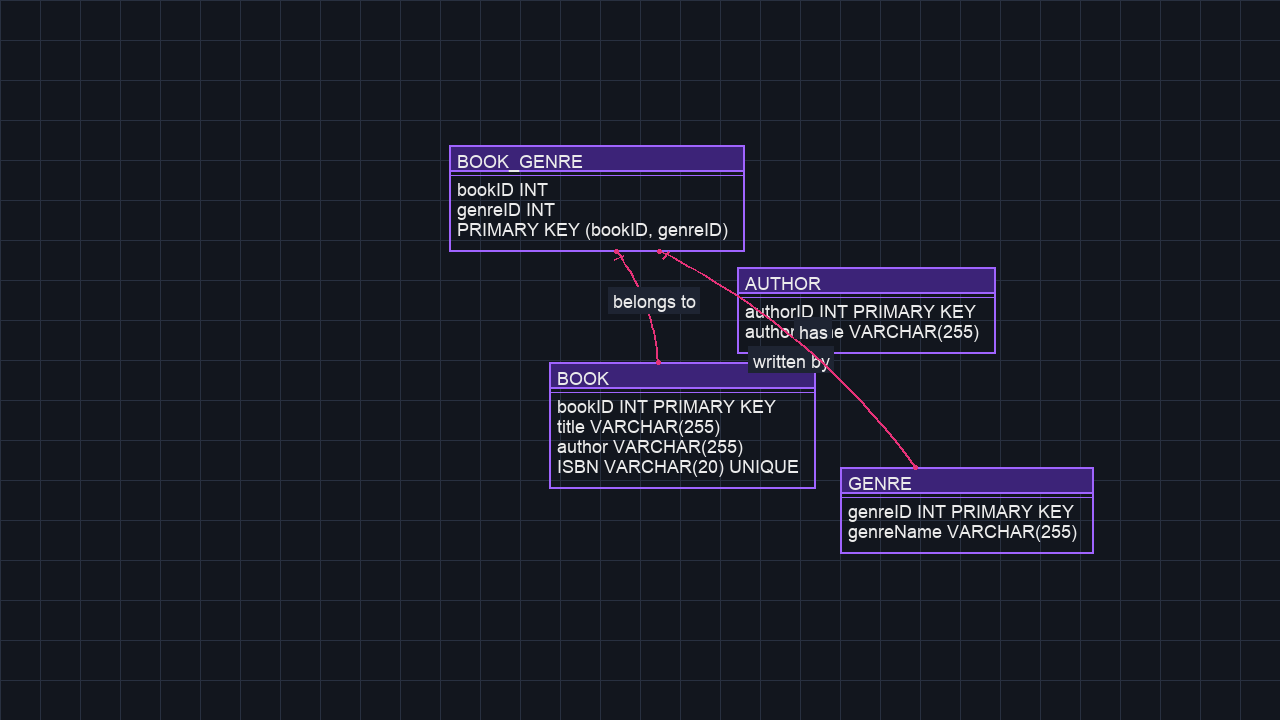 BOOK_GENRE
bookID INT
genreID INT
PRIMARY KEY (bookID, genreID)
belongs to
AUTHOR
authorID INT PRIMARY KEY
VARCHAR(255)
has
written by
BOOK
bookID INT PRIMARY KEY
title VARCHAR(255)
author VARCHAR(255)
ISBN VARCHAR(20) UNIQUE
GENRE
genreID INT PRIMARY KEY
genreName VARCHAR(255)